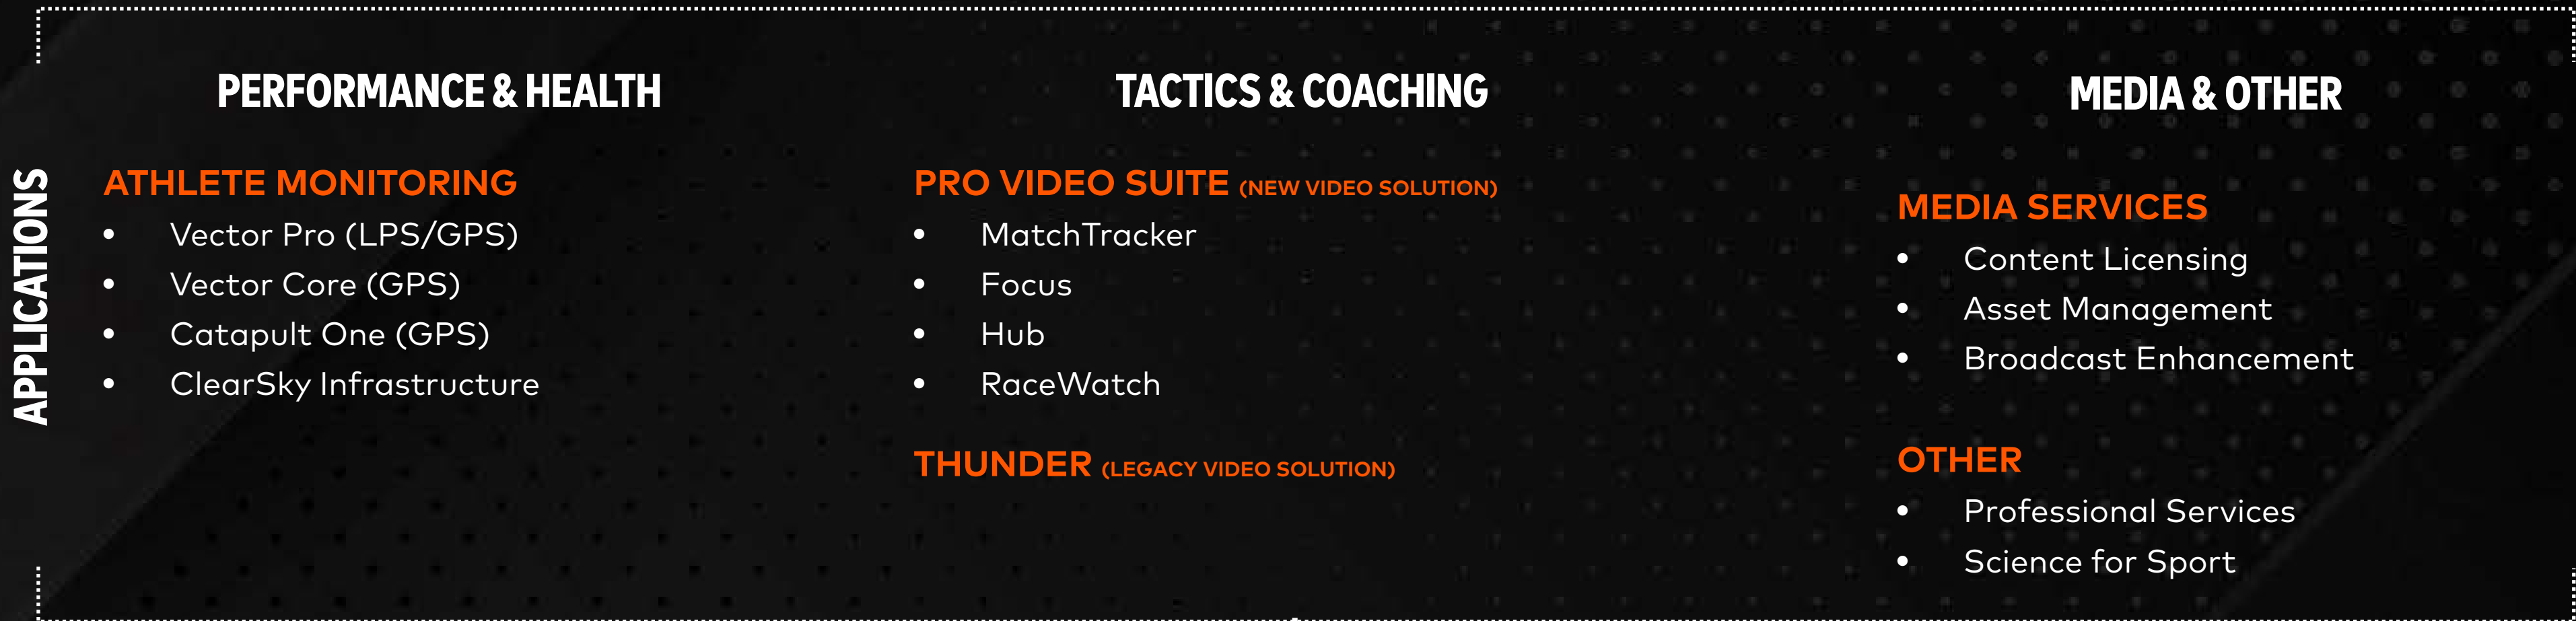 APPLICATIONS
PERFORMANCE & HEALTH
ATHLETE MONITORING
• Vector Pro (LPS/GPS)
• Vector Core (GPS)
• Catapult One (GPS)
• ClearSky Infrastructure
TACTICS & COACHING
PRO VIDEO SUITE (NEW VIDEO SOLUTION)
• MatchTracker
• Focus
• Hub
• RaceWatch
THUNDER (LEGACY VIDEO SOLUTION)
MEDIA & OTHER
MEDIA SERVICES
• Content Licensing
• Asset Management
• Broadcast Enhancement
OTHER
• Professional Services
• Science for Sport